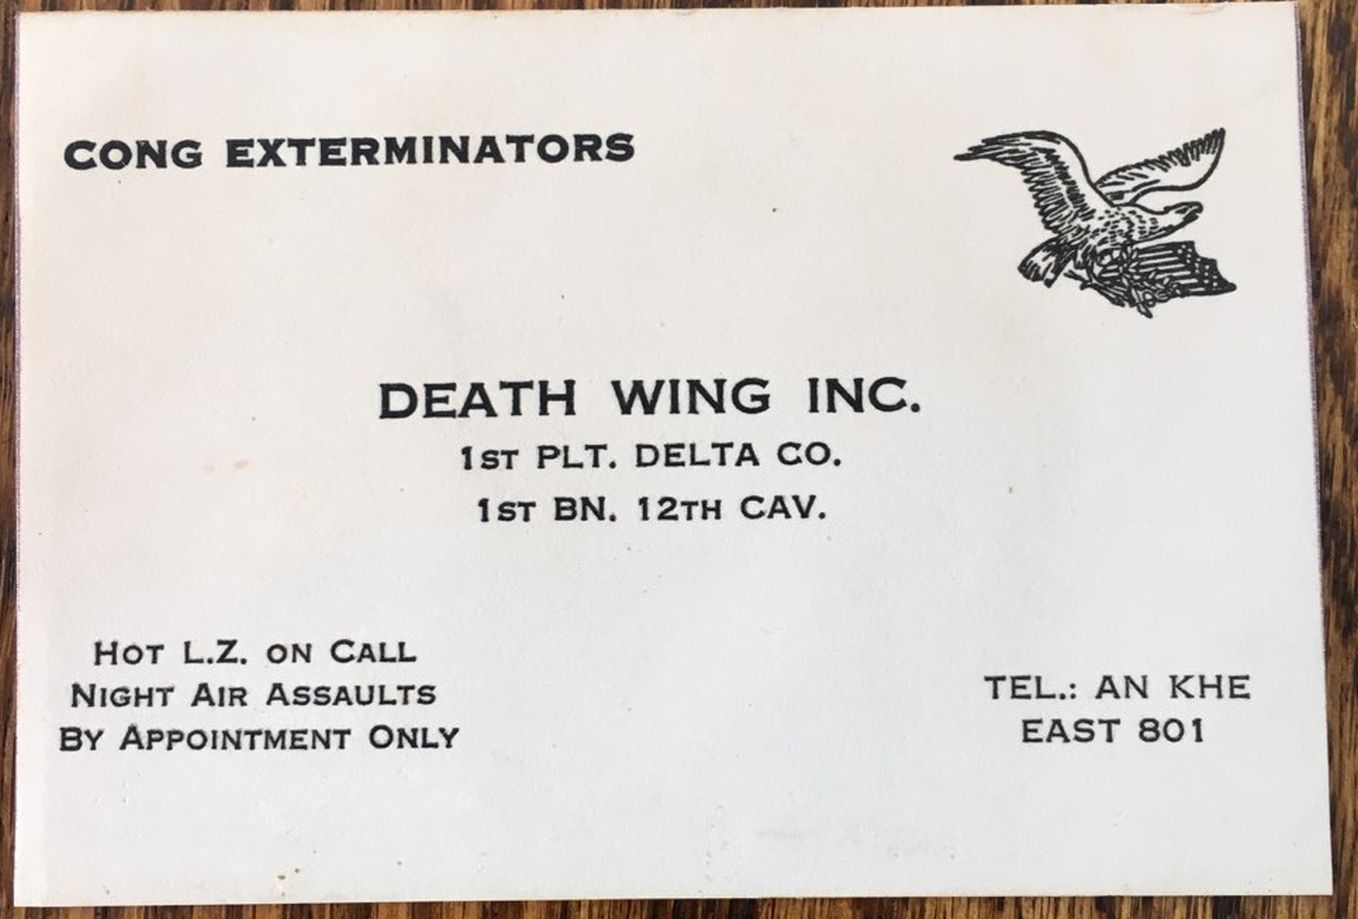 CONG EXTERMINATORS
DEATH WING INC.
1ST PLT. DELTA CO.
1ST BN. 12TH CAV.
HOT L.Z. ON CALL
NIGHT AIR ASSAULTS
BY APPOINTMENT ONLY
TEL.: AN KHE
EAST 801